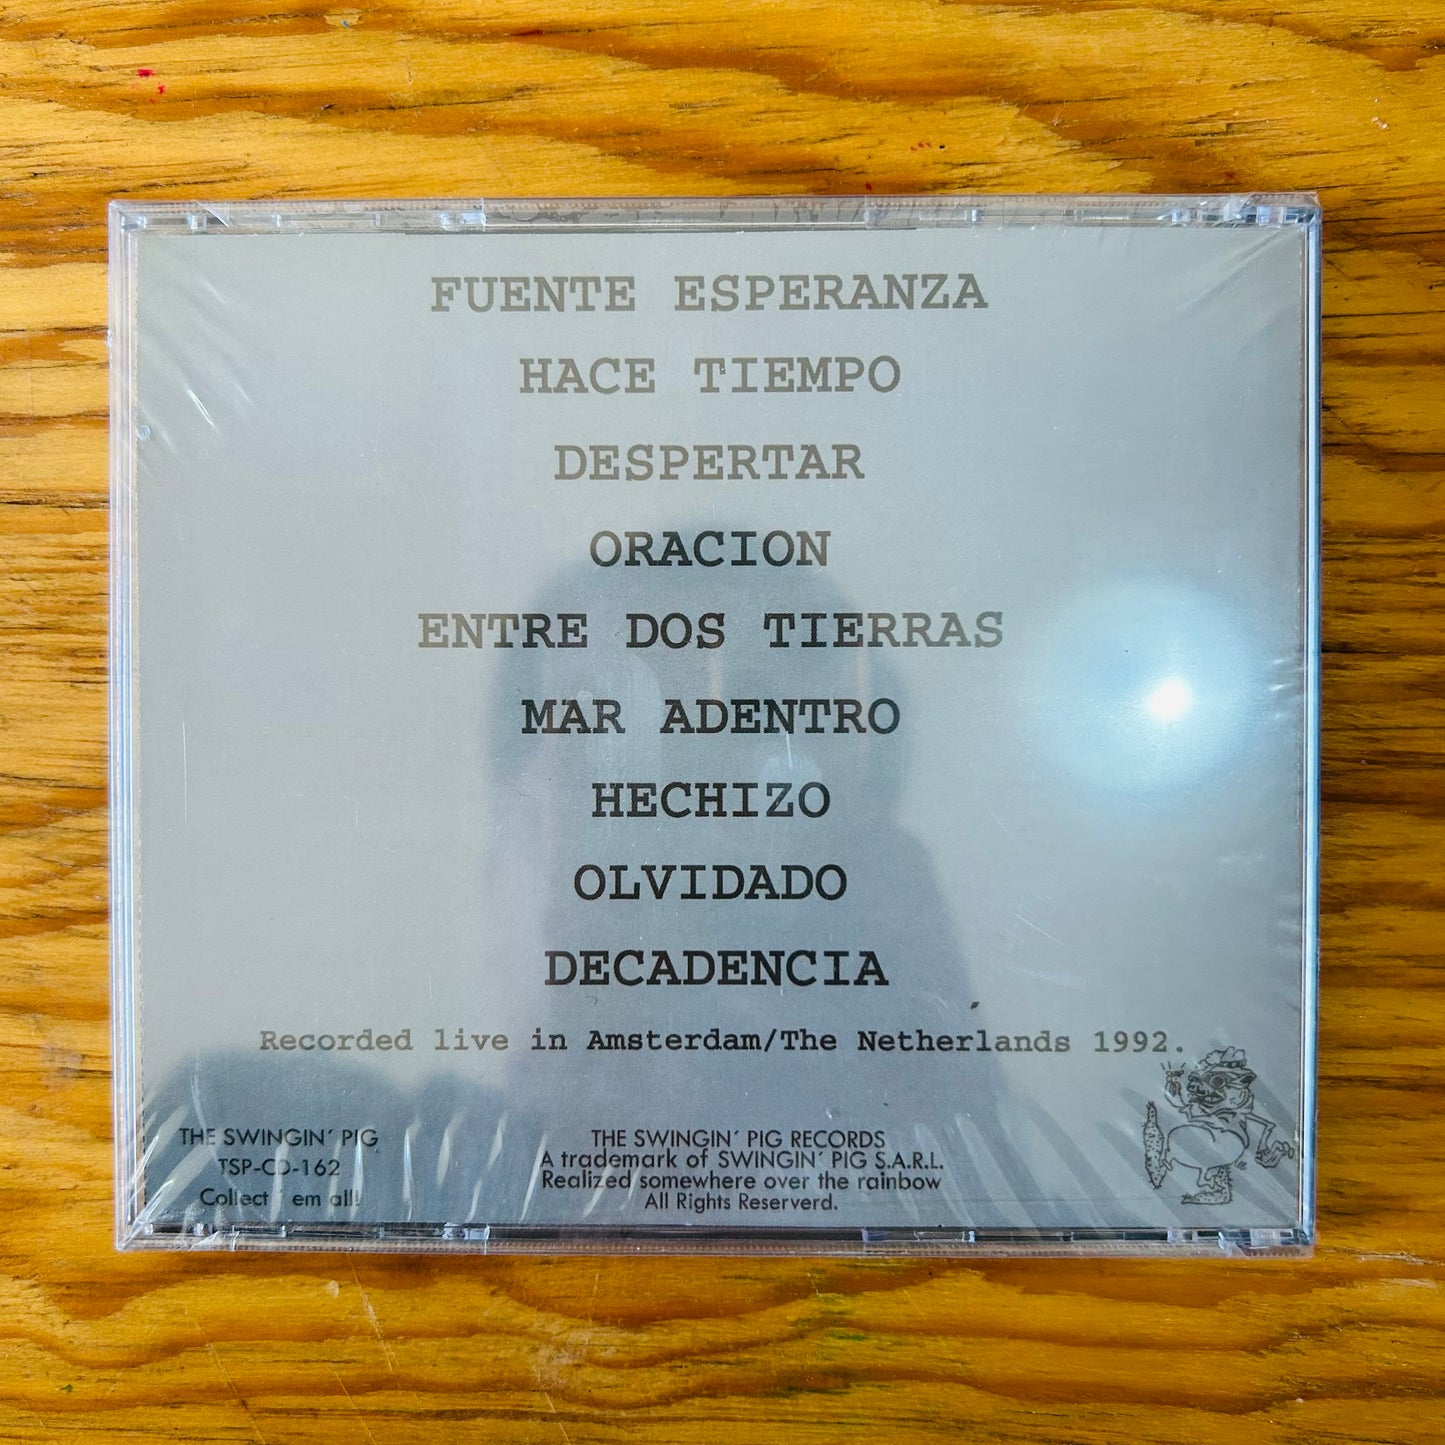 FUENTE ESPERANZA
HACE TIEMPO
DESPERTAR
ORACION
ENTRE DOS TIERRAS
MAR ADENTRO
HECHIZO
OLVIDADO
DECADENCIA
Recorded live in Amsterdam/The Netherlands 1992.
THE SWINGIN´ PIG
TSP-CD-162
Collect ´em all!
THE SWINGIN´ PIG RECORDS
A trademark of SWINGIN´ PIG S.A.R.L.
Realized somewhere over the rainbow
All Rights Reserverd.